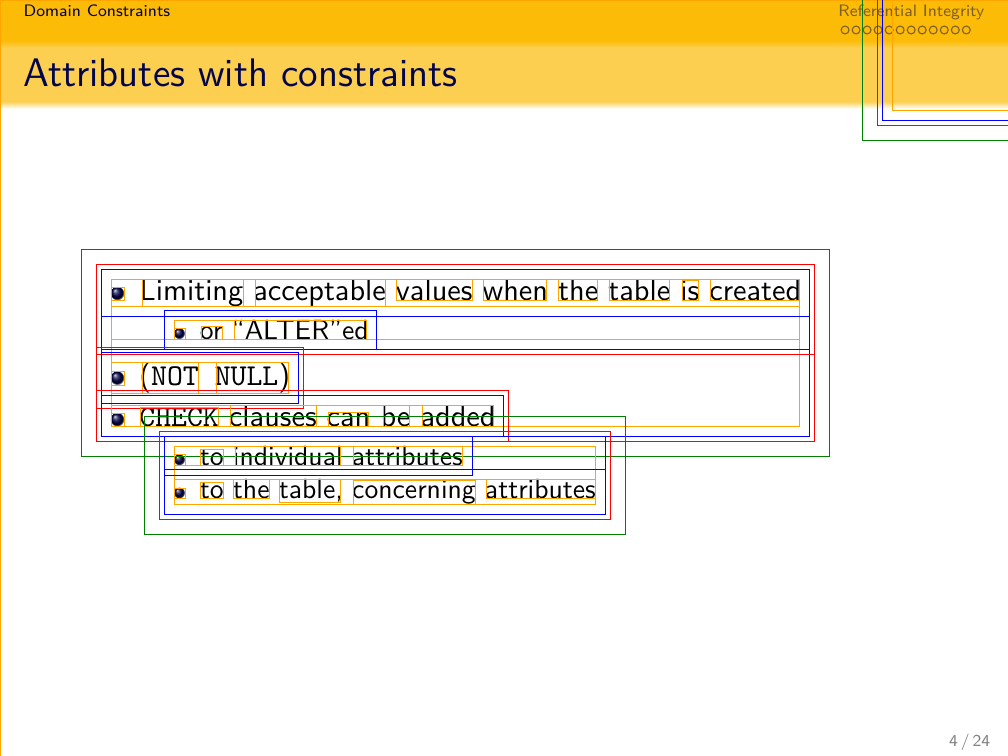 Domain Constraints
Referential Integrity
Attributes with constraints
Limiting acceptable values when the table is created
or “ALTER”ed
(NOT NULL)
CHECK clauses can be added
to individual attributes
to the table, concerning attributes
4 / 24